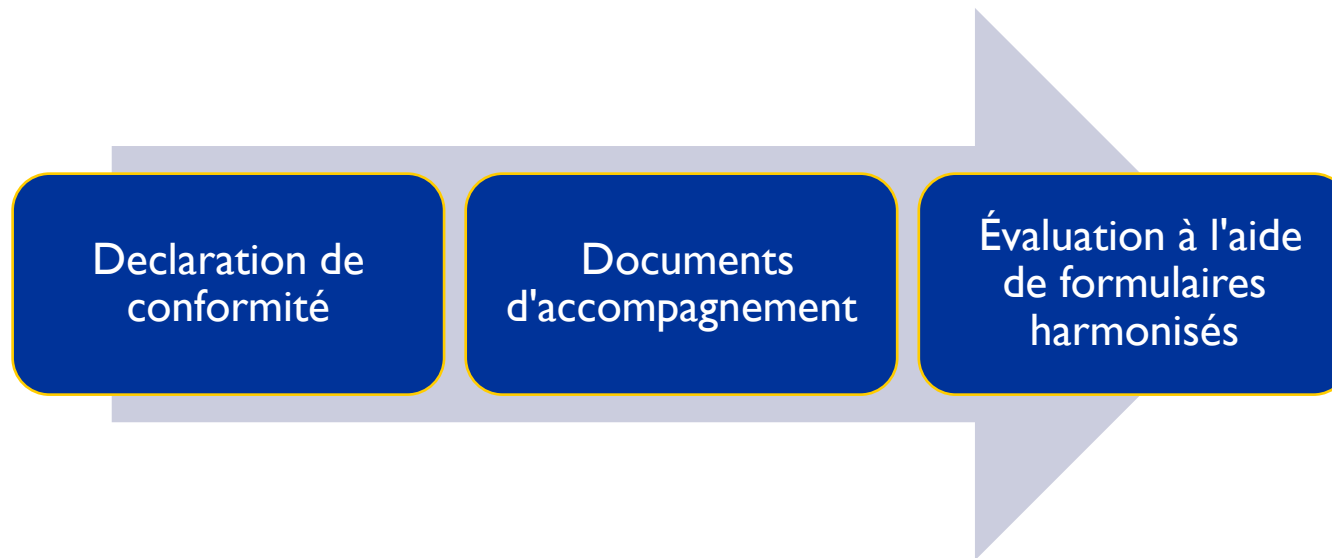 Declaration de
conformité
Documents
d'accompagnement
Évaluation à l'aide
de formulaires
harmonisés